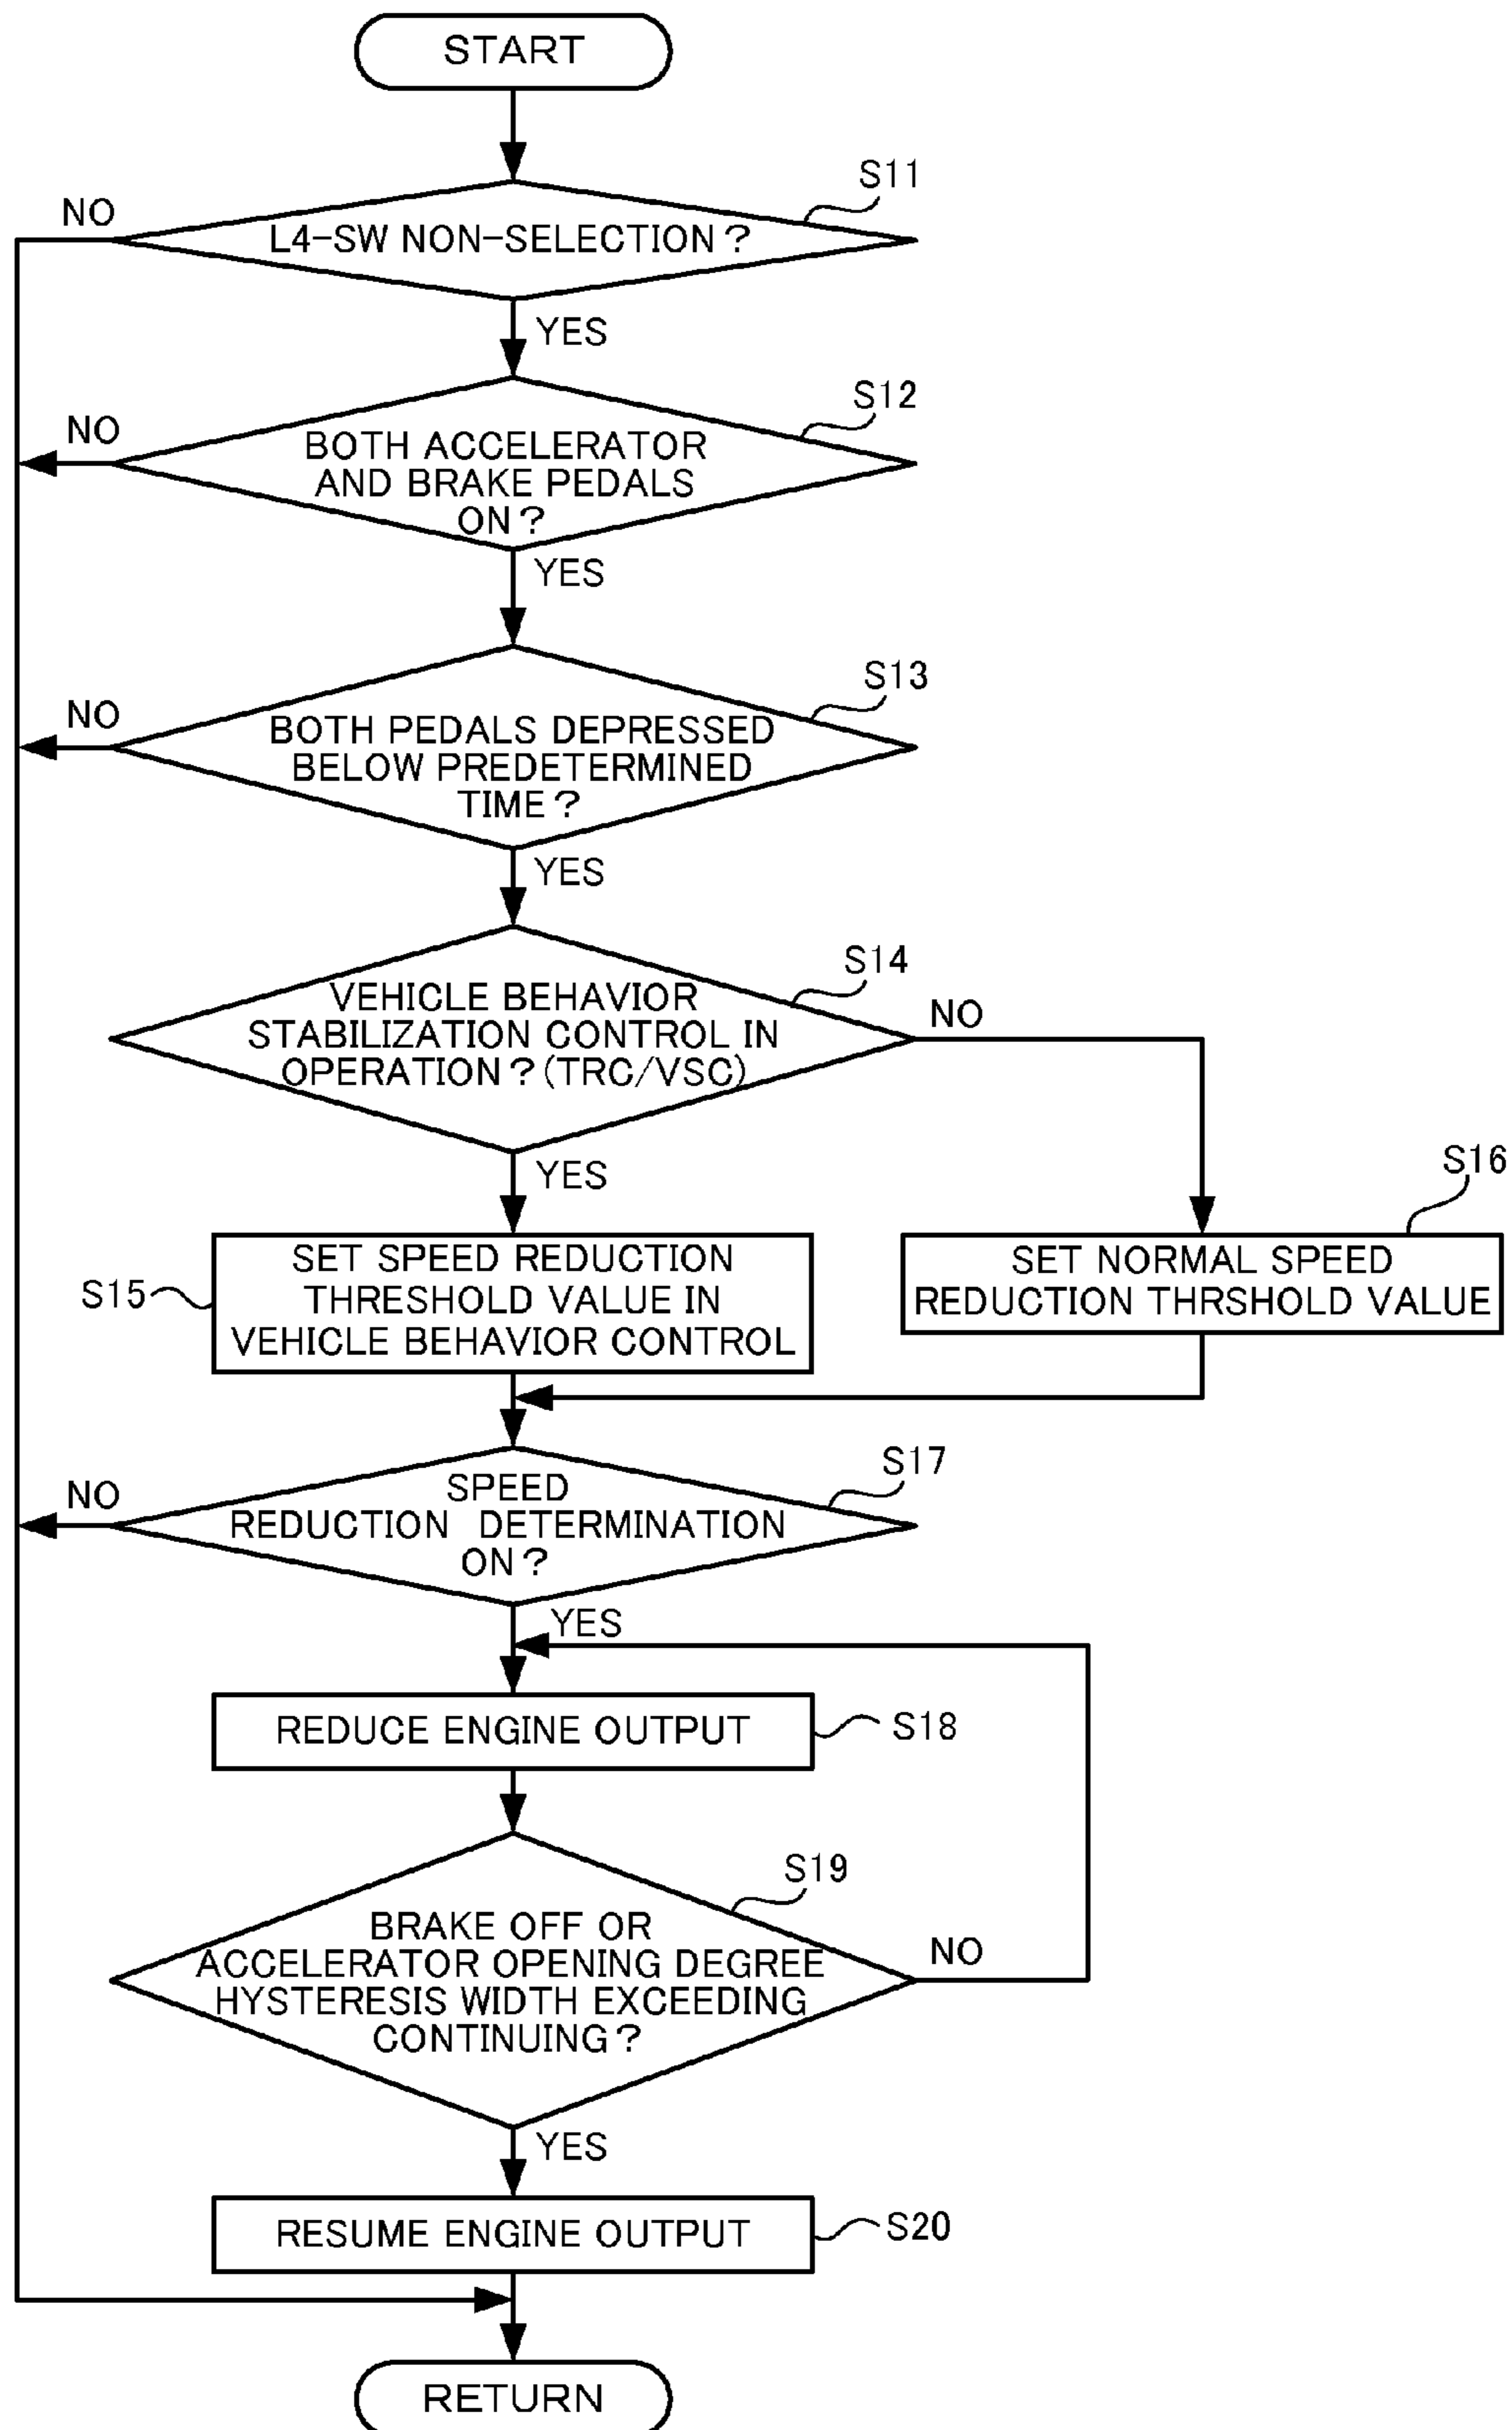 START
S11
NO
L4-SW NON-SELECTION?
YES
S12
NO
BOTH ACCELERATOR
AND BRAKE PEDALS
ON?
YES
S13
NO
BOTH PEDALS DEPRESSED
BELOW PREDETERMINED
TIME?
YES
S14
VEHICLE BEHAVIOR
STABILIZATION CONTROL IN
OPERATION? (TRC/VSC)
NO
YES
S16
S15
SET SPEED REDUCTION
THRESHOLD VALUE IN
VEHICLE BEHAVIOR CONTROL
SET NORMAL SPEED
REDUCTION THRSHOLD VALUE
S17
NO
SPEED
REDUCTION DETERMINATION
ON?
YES
REDUCE ENGINE OUTPUT
S18
S19
BRAKE OFF OR
ACCELERATOR OPENING DEGREE
HYSTERESIS WIDTH EXCEEDING
CONTINUING?
NO
YES
RESUME ENGINE OUTPUT
S20
RETURN